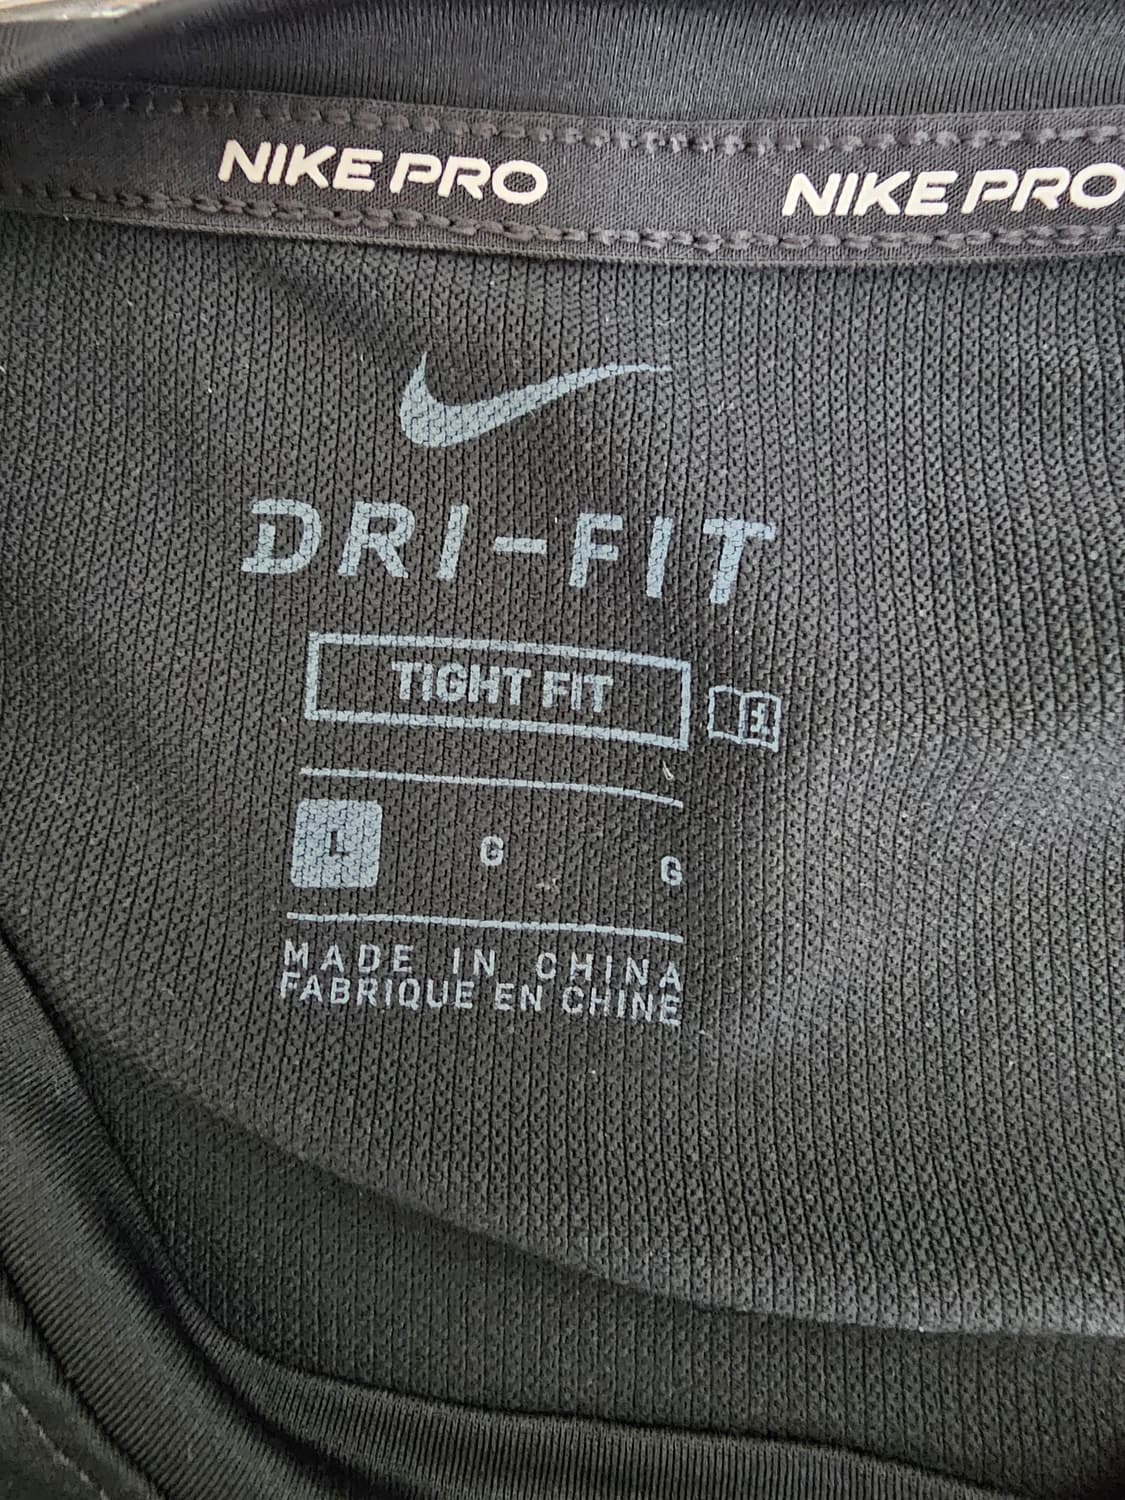 NIKE PRO NIKE PRO
DRI-FIT
TIGHT FIT
L G G
MADE IN CHINA
FABRIQUE EN CHINE